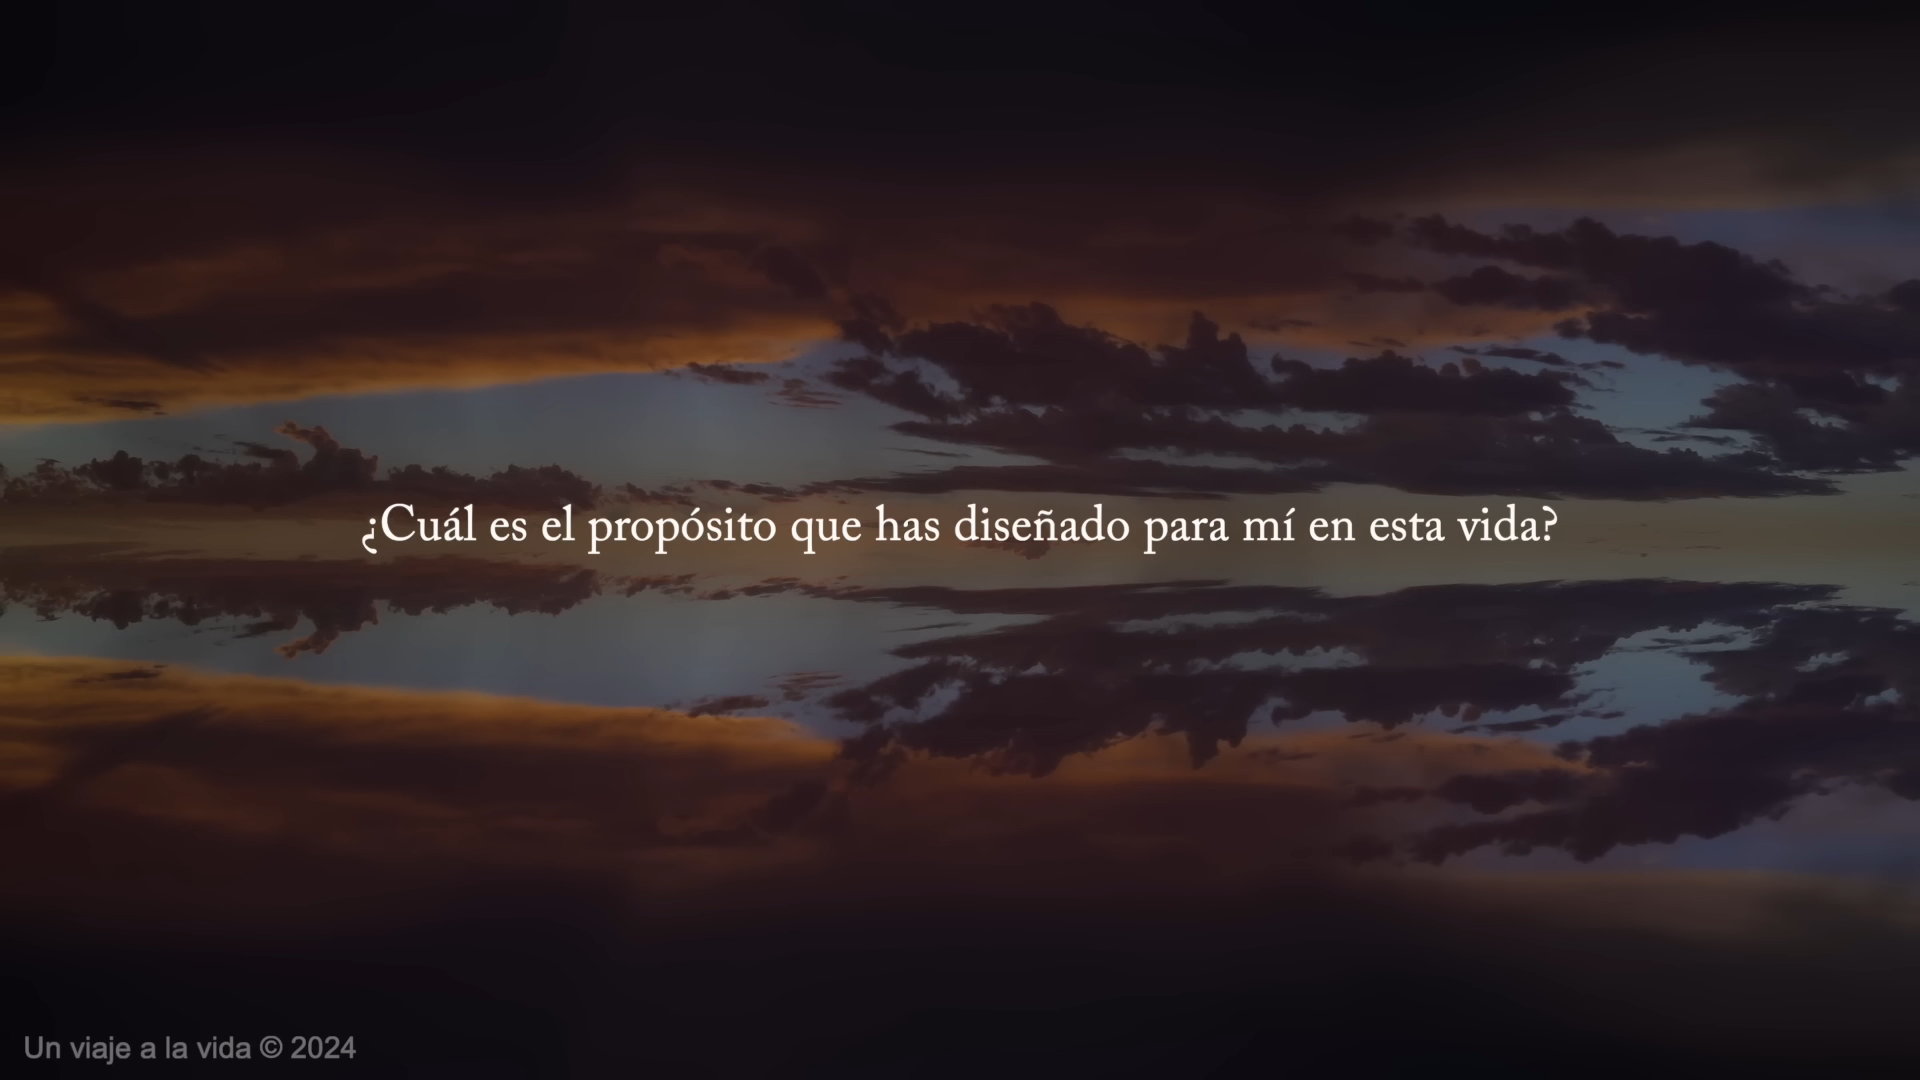 ¿Cuál es el propósito que has diseñado para mí en esta vida?
Un viaje a la vida © 2024